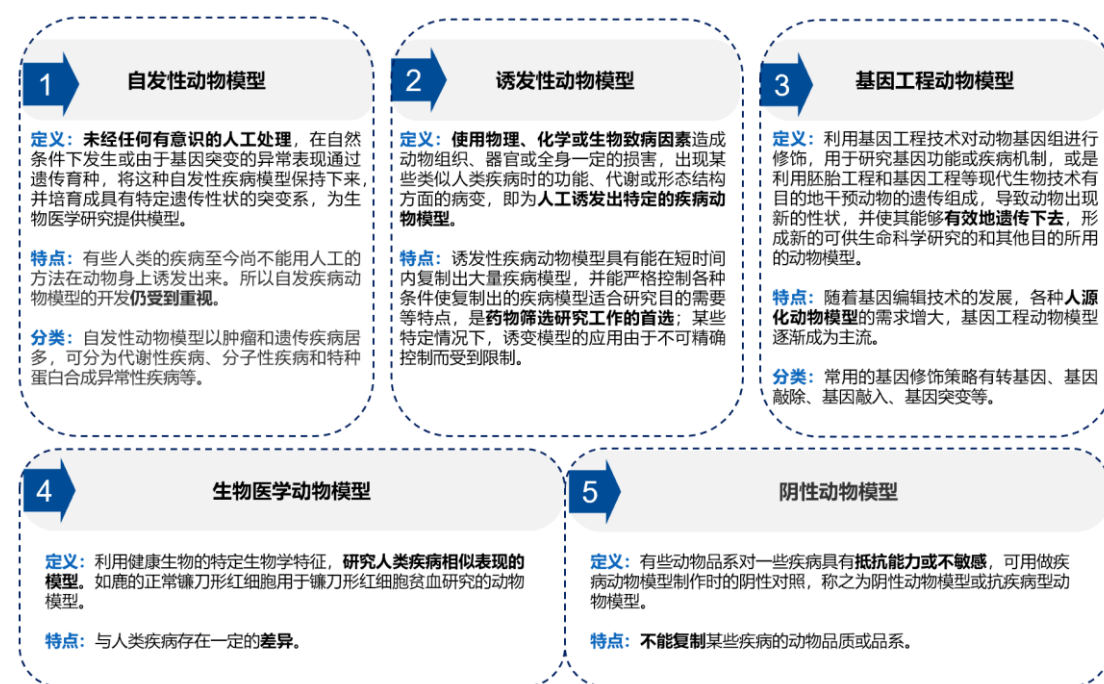 1
自发性动物模型
定义：未经任何有意识的人工处理，在自然
条件下发生或由于基因突变的异常表现通过
遗传育种，将这种自发性疾病模型保持下来，
并培育成具有特定遗传性状的突变系，为生
物医学研究提供模型。
特点：有些人类的疾病至今尚不能用人工的
方法在动物身上诱发出来。所以自发疾病动
物模型的开发仍受到重视。
分类：自发性动物模型以肿瘤和遗传疾病居
多，可分为代谢性疾病、分子性疾病和特种
蛋白合成异常性疾病等。
2
诱发性动物模型
定义：使用物理、化学或生物致病因素造成
动物组织、器官或全身一定的损害，出现某
些类似人类疾病时的功能、代谢或形态结构
方面的病变，即为人工诱发出特定的疾病动
物模型。
特点：诱发性疾病动物模型具有能在短时间
内复制出大量疾病模型，并能严格控制各种
条件使复制出的疾病模型适合研究目的需要
等特点，是药物筛选研究工作的首选；某些
特定情况下，诱变模型的应用由于不可精确
控制而受到限制。
3
基因工程动物模型
定义：利用基因工程技术对动物基因组进行
修饰，用于研究基因功能或疾病机制，或是
利用胚胎工程和基因工程等现代生物技术有
目的地干预动物的遗传组成，导致动物出现
新的性状，并使其能够有效地遗传下去，形
成新的可供生命科学研究的和其他目的所用
的动物模型。
特点：随着基因编辑技术的发展，各种人源
化动物模型的需求增大，基因工程动物模型
逐渐成为主流。
分类：常用的基因修饰策略有转基因、基因
敲除、基因敲入、基因突变等。
4
生物医学动物模型
定义：利用健康生物的特定生物学特征，研究人类疾病相似表现的
模型。如鹿的正常镰刀形红细胞用于镰刀形红细胞贫血研究的动物
模型。
特点：与人类疾病存在一定的差异。
5
阴性动物模型
定义：有些动物品系对一些疾病具有抵抗能力或不敏感，可用做疾
病动物模型制作时的阴性对照，称之为阴性动物模型或抗疾病型动
物模型。
特点：不能复制某些疾病的动物品质或品系。